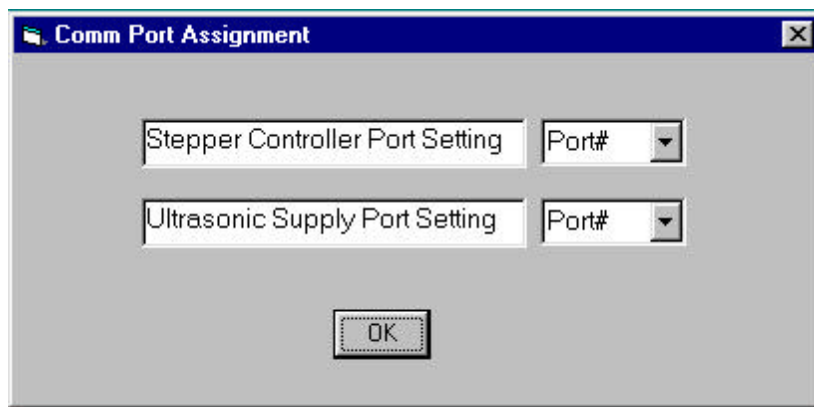 Comm Port Assignment
Stepper Controller Port Setting Port#
Ultrasonic Supply Port Setting Port#
OK